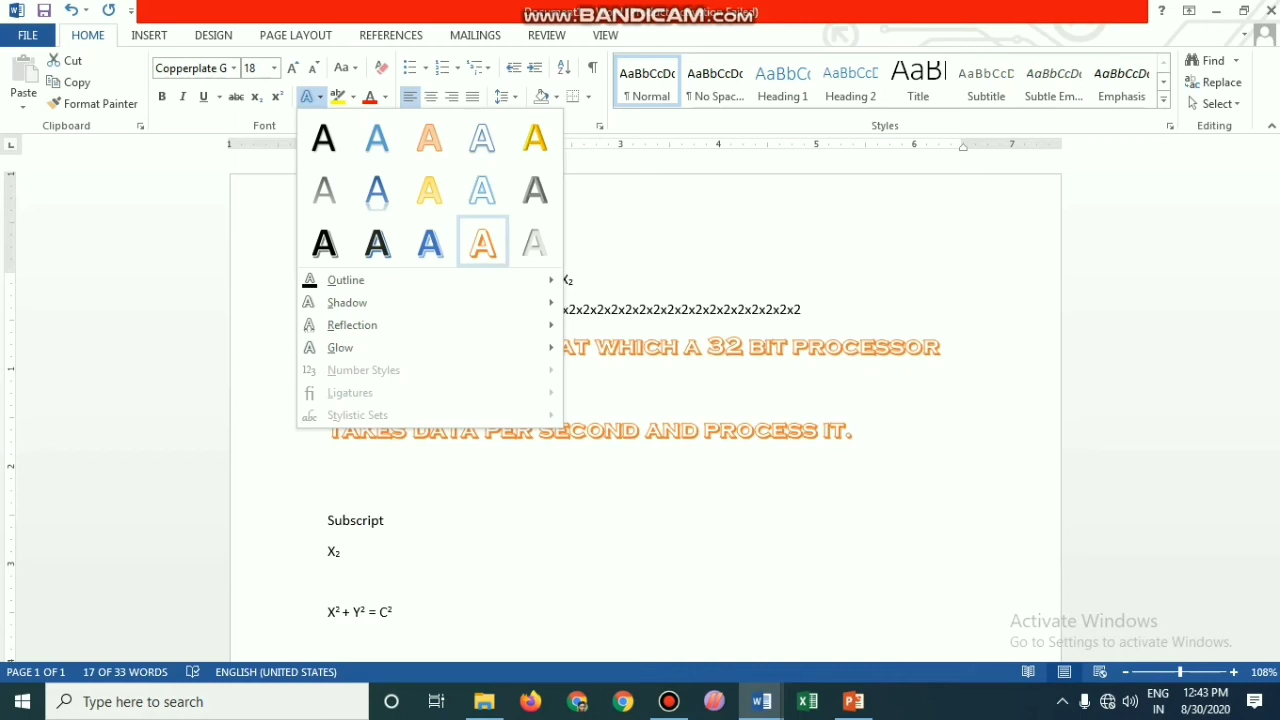 www.BANDICAM.com
FILE HOME INSERT DESIGN PAGE LAYOUT REFERENCES MAILINGS REVIEW VIEW
Paste
Cut
Copy
Format Painter
Clipboard
Copperplate G 18
Font
AaBbCcDc AaBbCcDc AaBbCc AaBbCcD AaBl AaBbCcD AaBbCcDc AaBbCcDc
¶ Normal ¶ No Spac... Heading 1 Heading 2 Title Subtitle Subtle Em... Emphasis
Styles
Find
Replace
Select
Editing
Outline
Shadow
Reflection
Glow
Number Styles
Ligatures
Stylistic Sets
X₂
x2x2x2x2x2x2x2x2x2x2x2x2x2x2x2x2x2
AT WHICH A 32 BIT PROCESSOR
TAKES DATA PER SECOND AND PROCESS IT.
Subscript
X₂
X² + Y² = C²
Activate Windows
Go to Settings to activate Windows.
PAGE 1 OF 1 17 OF 33 WORDS ENGLISH (UNITED STATES) 108%
Type here to search
ENG
IN
12:43 PM
8/30/2020